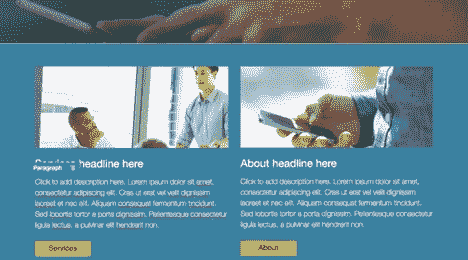 Services headline here
Paragraph
Click to add description here. Lorem ipsum dolor sit amet,
consectetur adipiscing elit. Cras ut erat vel velit dignissim
laoreet nec et ante. Aliquam consequat fermentum tincidunt.
Sed lobortis tortor a porta dignissim. Pellentesque consectetur
ligula lectus, a pulvinar elit hendrerit non.
Services
About headline here
Click to add description here. Lorem ipsum dolor sit amet,
consectetur adipiscing elit. Cras ut erat vel velit dignissim
laoreet nec et ante. Aliquam consequat fermentum tincidunt.
Sed lobortis tortor a porta dignissim. Pellentesque consectetur
ligula lectus, a pulvinar elit hendrerit non.
About